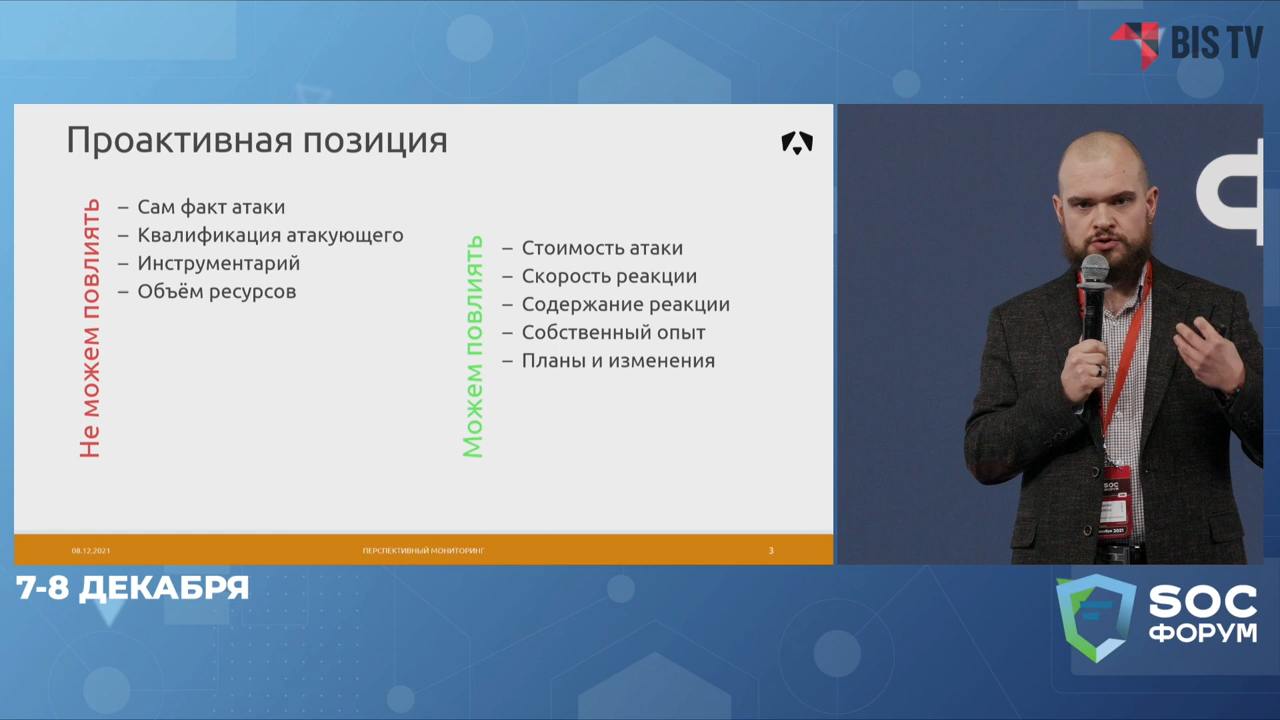 BIS TV
Проактивная позиция
Не можем повлиять
– Сам факт атаки
– Квалификация атакующего
– Инструментарий
– Объём ресурсов
Можем повлиять
– Стоимость атаки
– Скорость реакции
– Содержание реакции
– Собственный опыт
– Планы и изменения
08.12.2021
ПЕРСПЕКТИВНЫЙ МОНИТОРИНГ
3
Ф
SOC
ФОРУМ
7-8 ДЕКАБРЯ
SOC
ФОРУМ